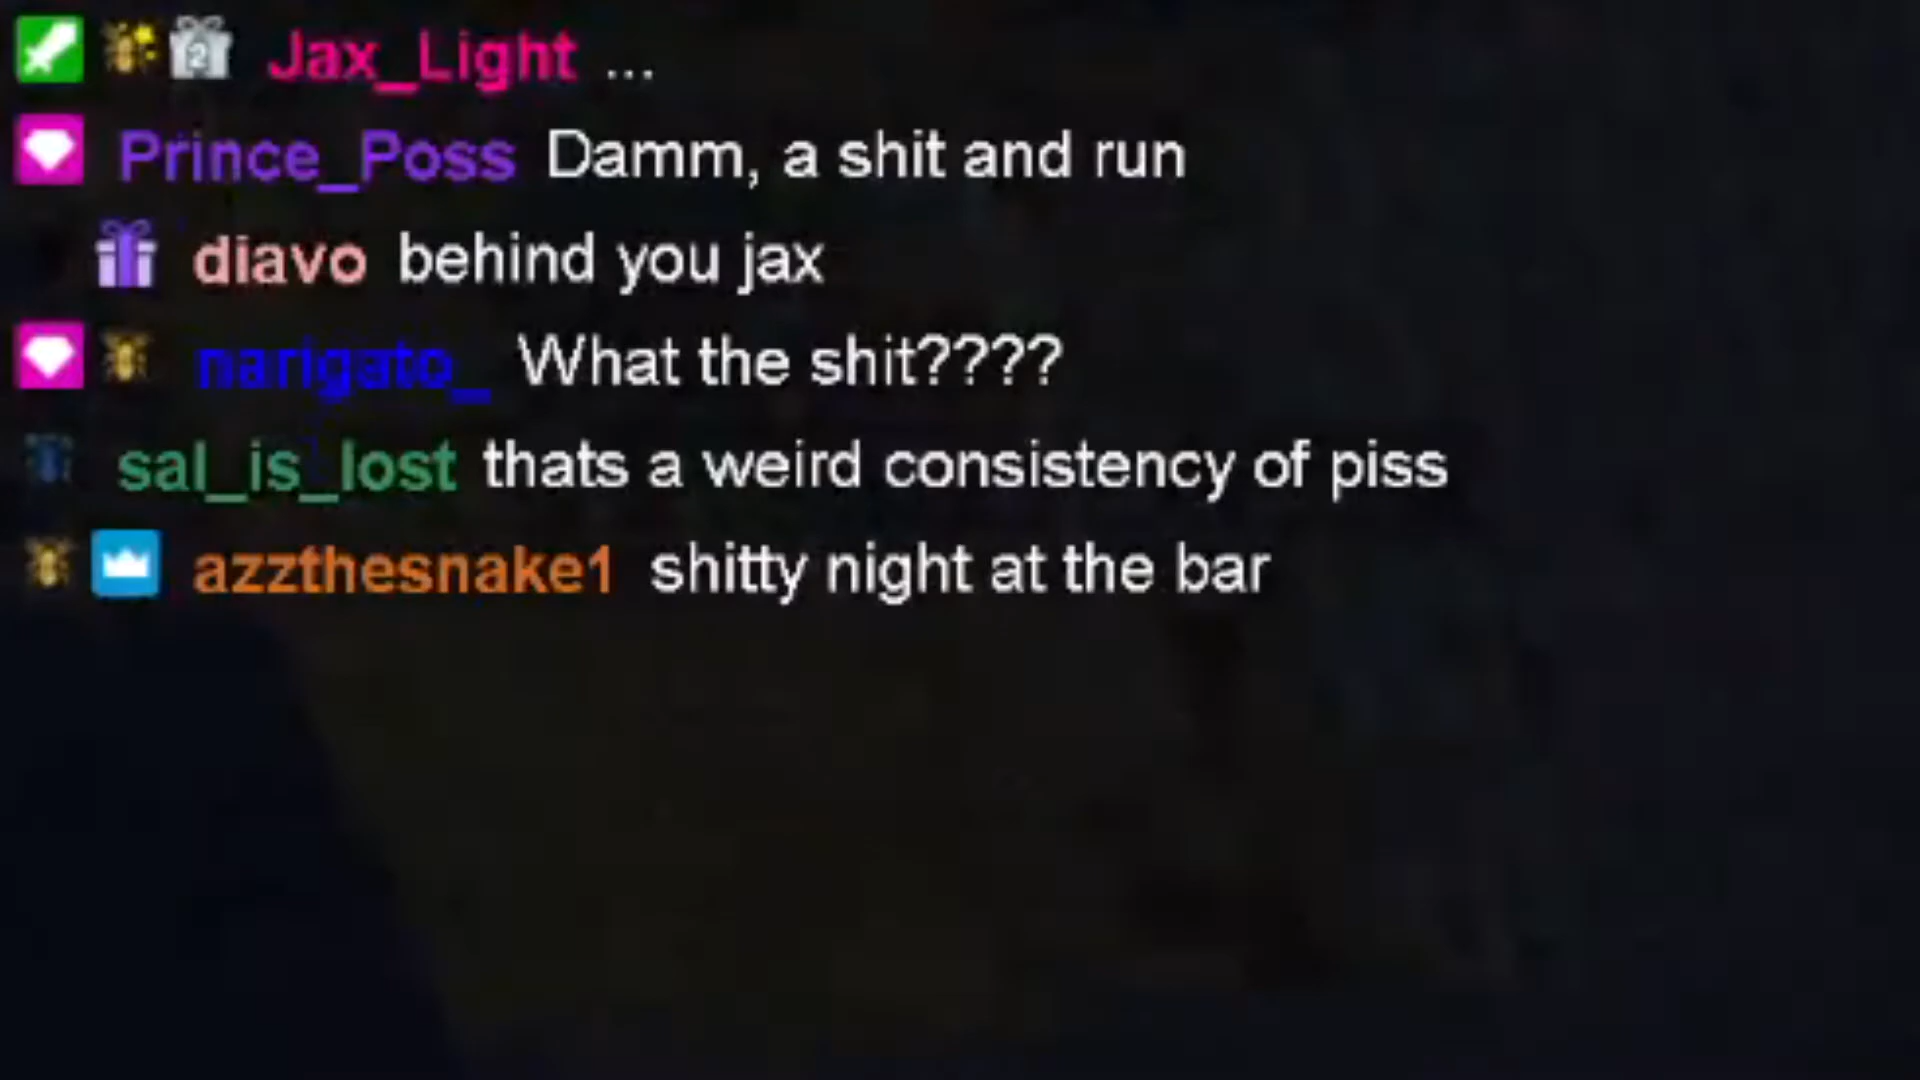 2 Jax_Light ...
Prince_Poss Damm, a shit and run
diavo behind you jax
narigato_ What the shit????
sal_is_lost thats a weird consistency of piss
azzthesnake1 shitty night at the bar